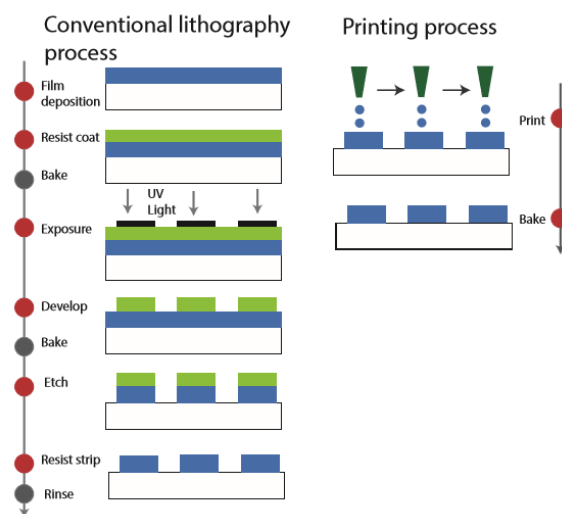 Conventional lithography
process
Film
deposition
Resist coat
Bake
UV
Light
Exposure
Develop
Bake
Etch
Resist strip
Rinse
Printing process
Print
Bake